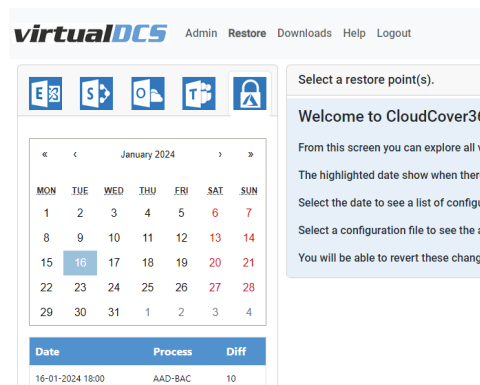 virtualDCS Admin Restore Downloads Help Logout
E S O T A
Select a restore point(s).
Welcome to CloudCover36
From this screen you can explore all
The highlighted date show when
Select the date to see a list of
Select a configuration file to see the
You will be able to revert these
« ‹ January 2024 › »
MON TUE WED THU FRI SAT SUN
1 2 3 4 5 6 7
8 9 10 11 12 13 14
15 16 17 18 19 20 21
22 23 24 25 26 27 28
29 30 31 1 2 3 4
Date Process Diff
16-01-2024 18:00 AAD-BAC 10